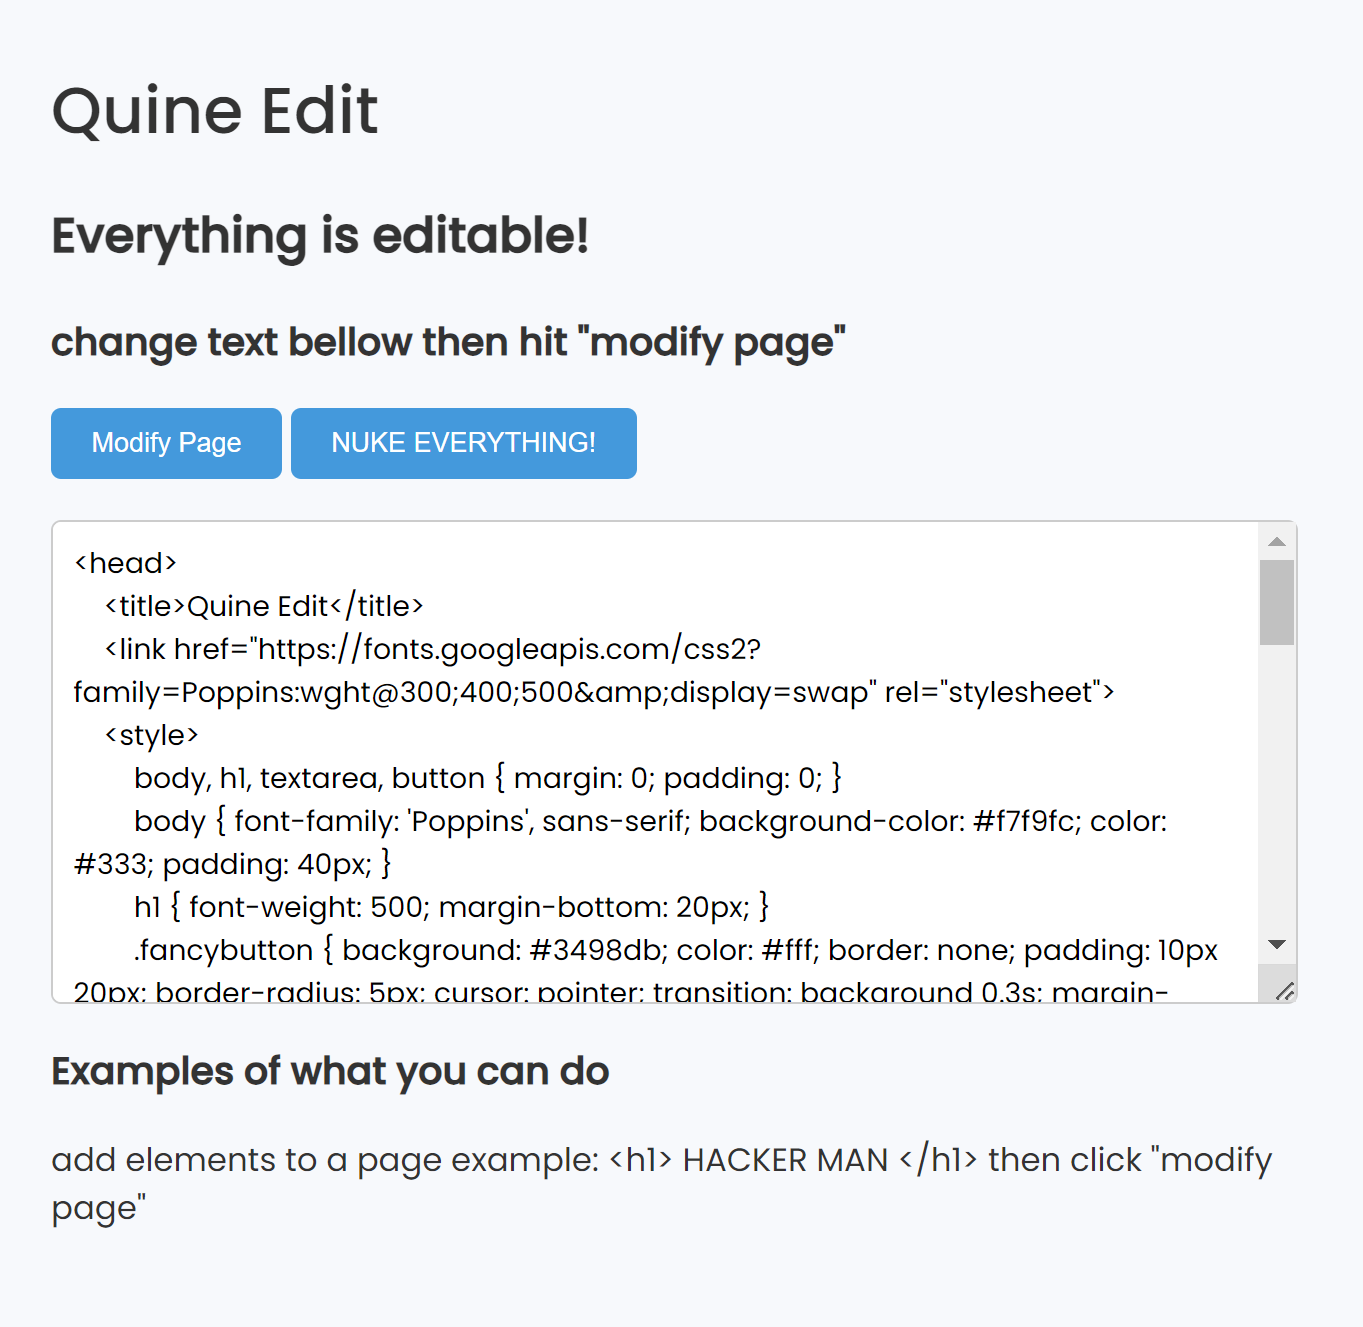 Quine Edit
Everything is editable!
change text bellow then hit "modify page"
Modify Page NUKE EVERYTHING!
<head>
<title>Quine Edit</title>
<link href="https://fonts.googleapis.com/css2?
family=Poppins:wght@300;400;500&amp;display=swap" rel="stylesheet">
<style>
body, h1, textarea, button { margin: 0; padding: 0; }
body { font-family: 'Poppins', sans-serif; background-color: #f7f9fc; color:
#333; padding: 40px; }
h1 { font-weight: 500; margin-bottom: 20px; }
.fancybutton { background: #3498db; color: #fff; border: none; padding: 10px
20px; border-radius: 5px; cursor: pointer; transition: background 0.3s; margin-
Examples of what you can do
add elements to a page example: <h1> HACKER MAN </h1> then click "modify
page"